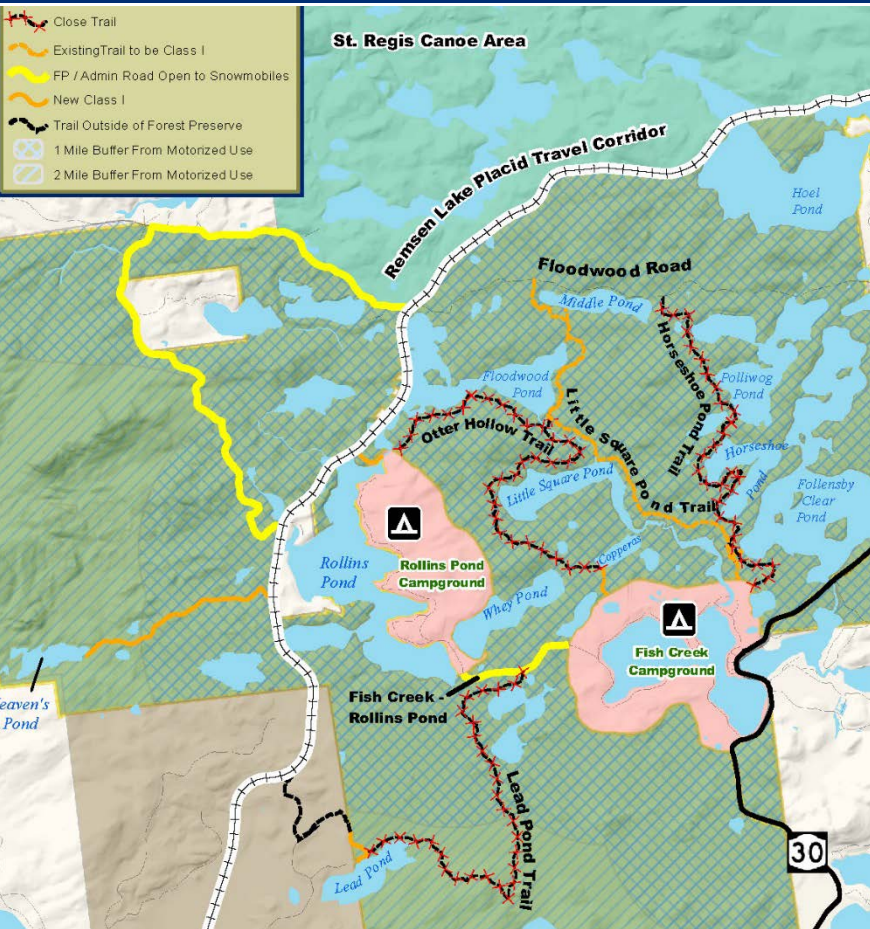 Close Trail
ExistingTrail to be Class I
FP / Admin Road Open to Snowmobiles
New Class I
Trail Outside of Forest Preserve
1 Mile Buffer From Motorized Use
2 Mile Buffer From Motorized Use
St. Regis Canoe Area
Remsen Lake Placid Travel Corridor
Hoel
Pond
Floodwood Road
Middle Pond
Horseshoe Pond Trail
Polliwog
Pond
Floodwood
Pond
Little Square Pond Trail
Otter Hollow Trail
Horseshoe
Pond
Little Square Pond
Follensby
Clear
Pond
Rollins
Pond
Rollins Pond
Campground
Copperas
Whey Pond
Fish Creek
Campground
eaven's
Pond
Fish Creek -
Rollins Pond
Lead Pond Trail
Lead Pond
30